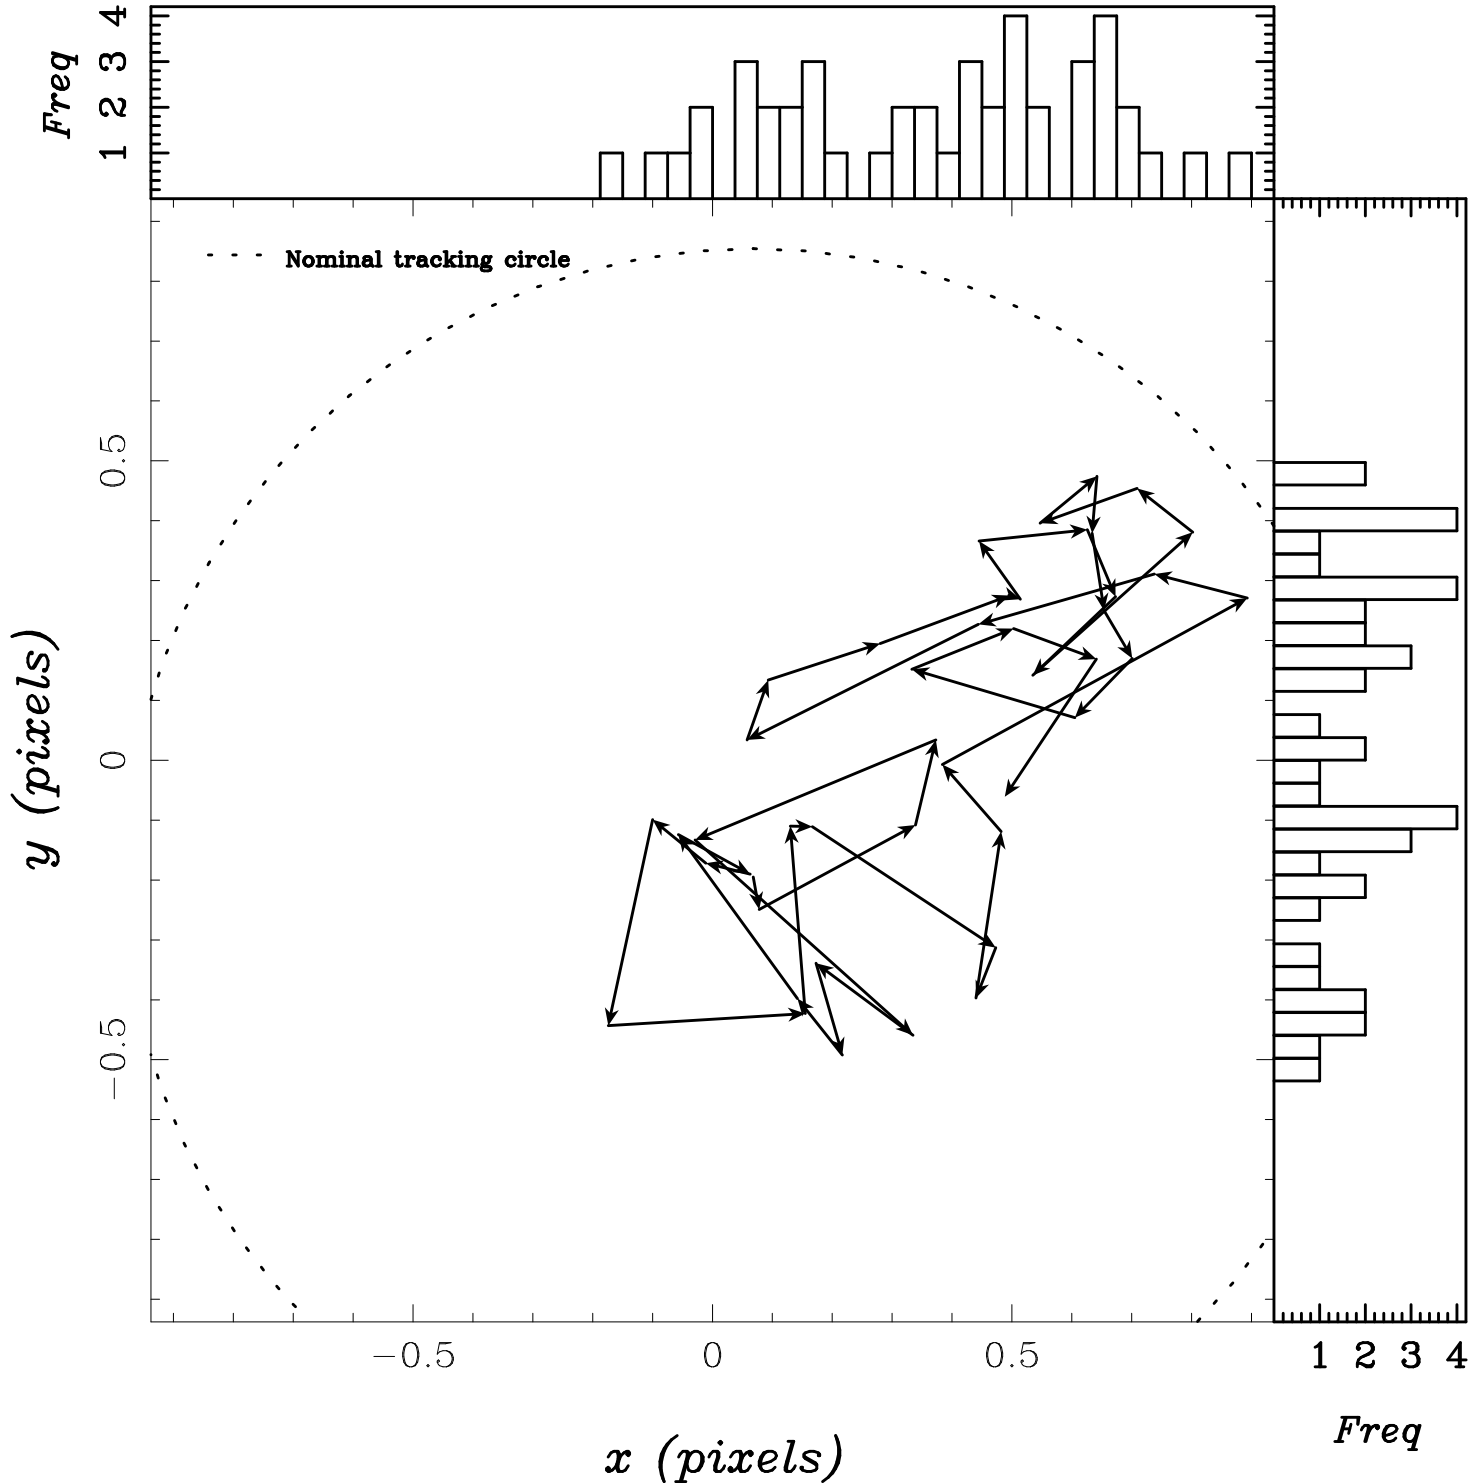 Freq
4
3
2
1
Nominal tracking circle
0.5
0
−0.5
y (pixels)
−0.5 0 0.5
x (pixels)
1 2 3 4
Freq